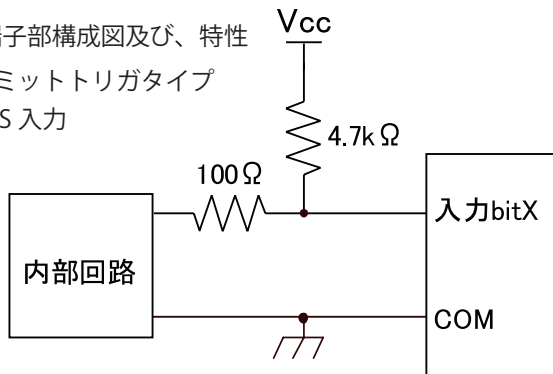 子部構成図及び、特性
Vcc
ミットトリガタイプ
S 入力
4.7kΩ
100Ω
入力bitX
内部回路
COM